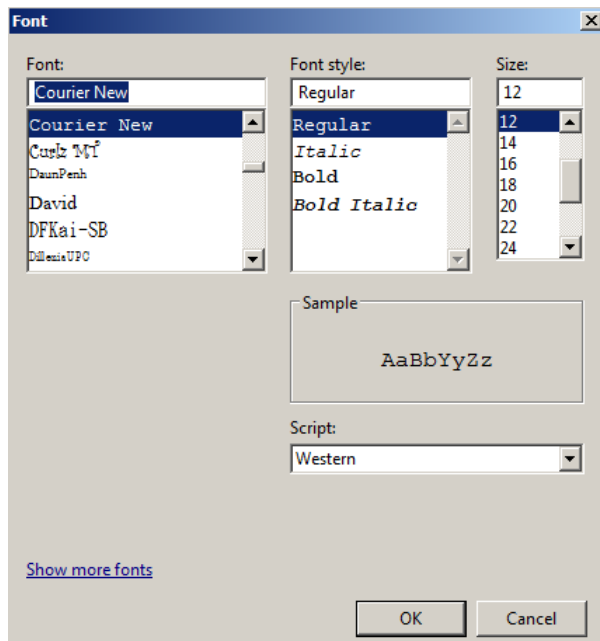 Font
Font:
Courier New
Courier New
Curlz MT
DaunPenh
David
DFKai-SB
DilleniaUPC
Font style:
Regular
Regular
Italic
Bold
Bold Italic
Size:
12
12
14
16
18
20
22
24
Sample
AaBbYyZz
Script:
Western
Show more fonts
OK
Cancel